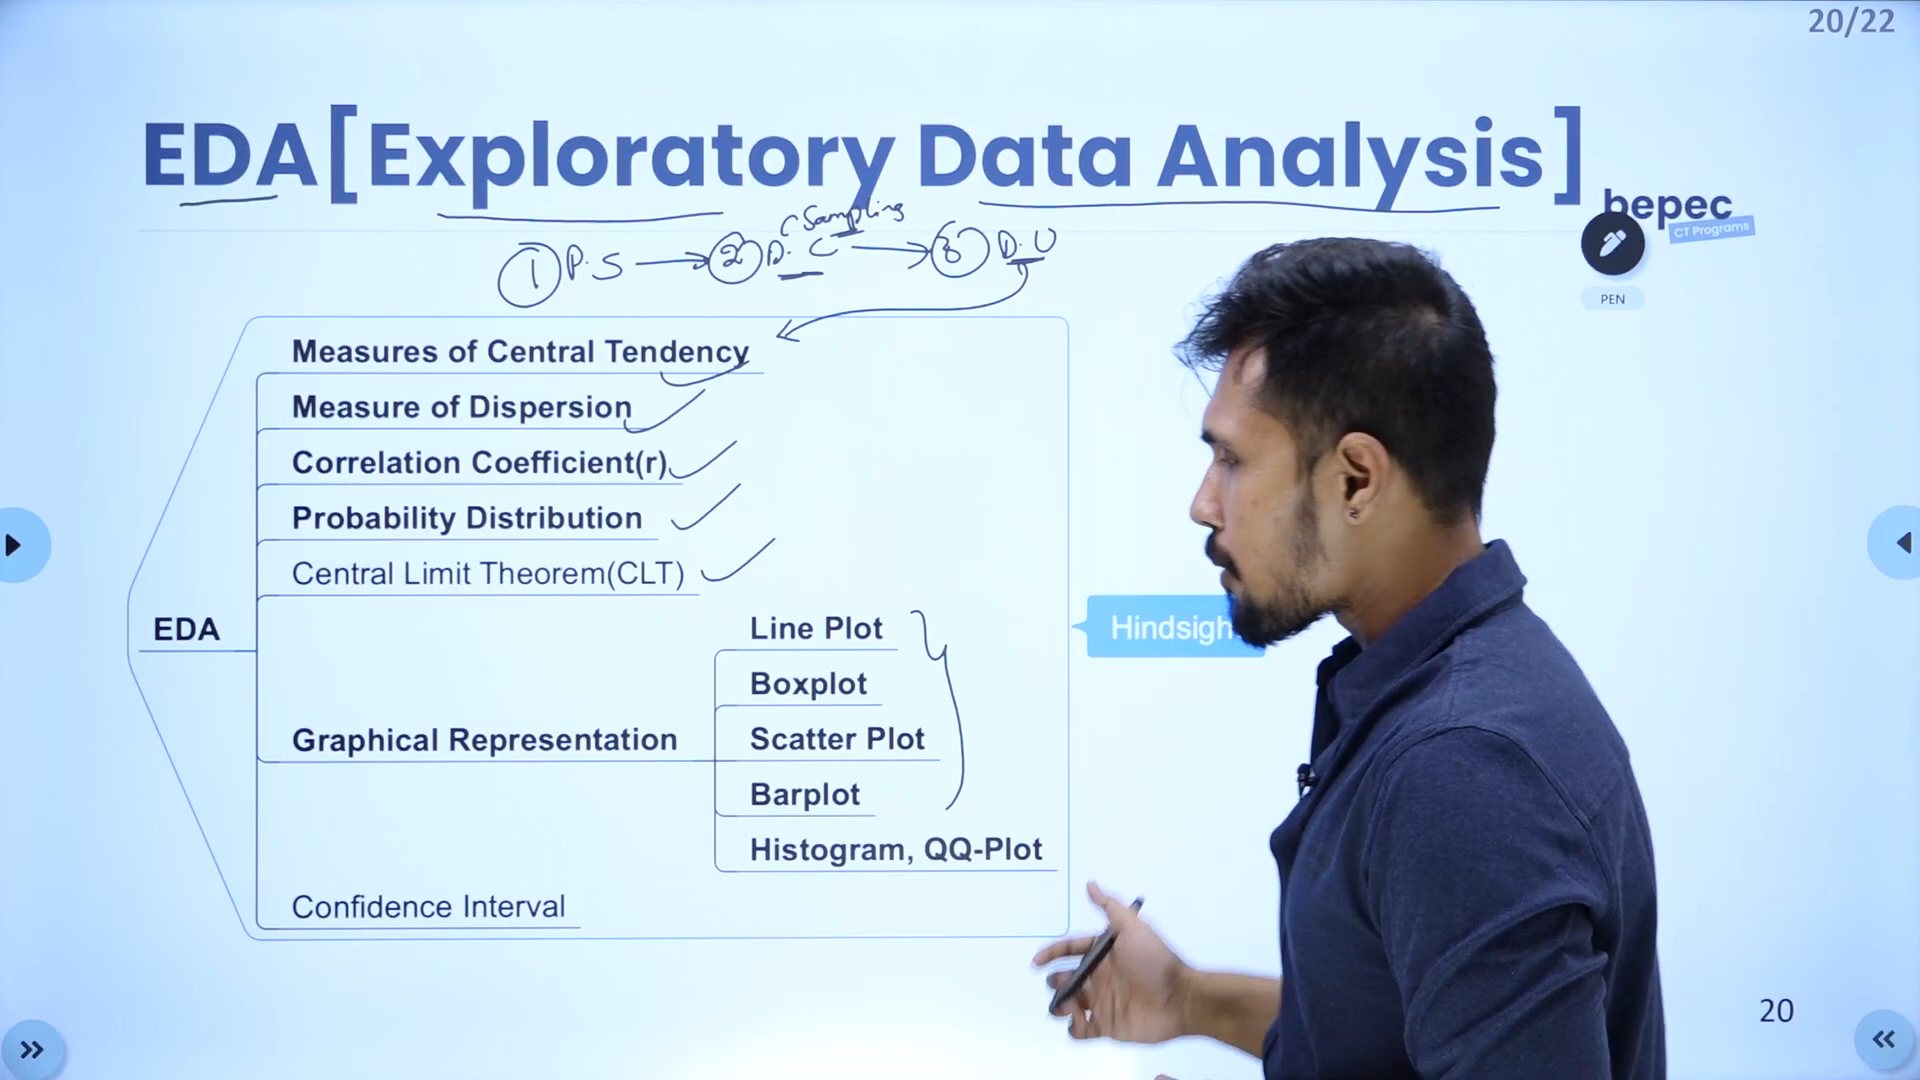 20/22
EDA[Exploratory Data Analysis]
bepec
CT Programs
PEN
Sampling
1 P.S → 2 D.C → 3 D.U
Measures of Central Tendency
Measure of Dispersion
Correlation Coefficient(r)
Probability Distribution
Central Limit Theorem(CLT)
EDA
Graphical Representation
Line Plot
Boxplot
Scatter Plot
Barplot
Histogram, QQ-Plot
Confidence Interval
Hindsigh
20